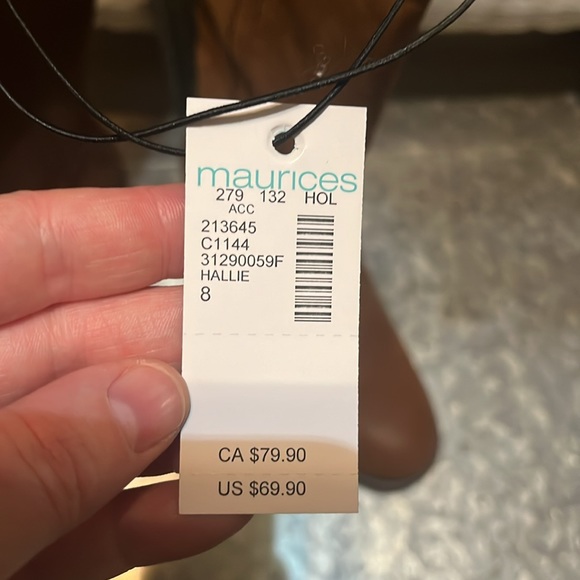 maurices
279 132 HOL
ACC
213645
C1144
31290059F
HALLIE
8
CA $79.90
US $69.90